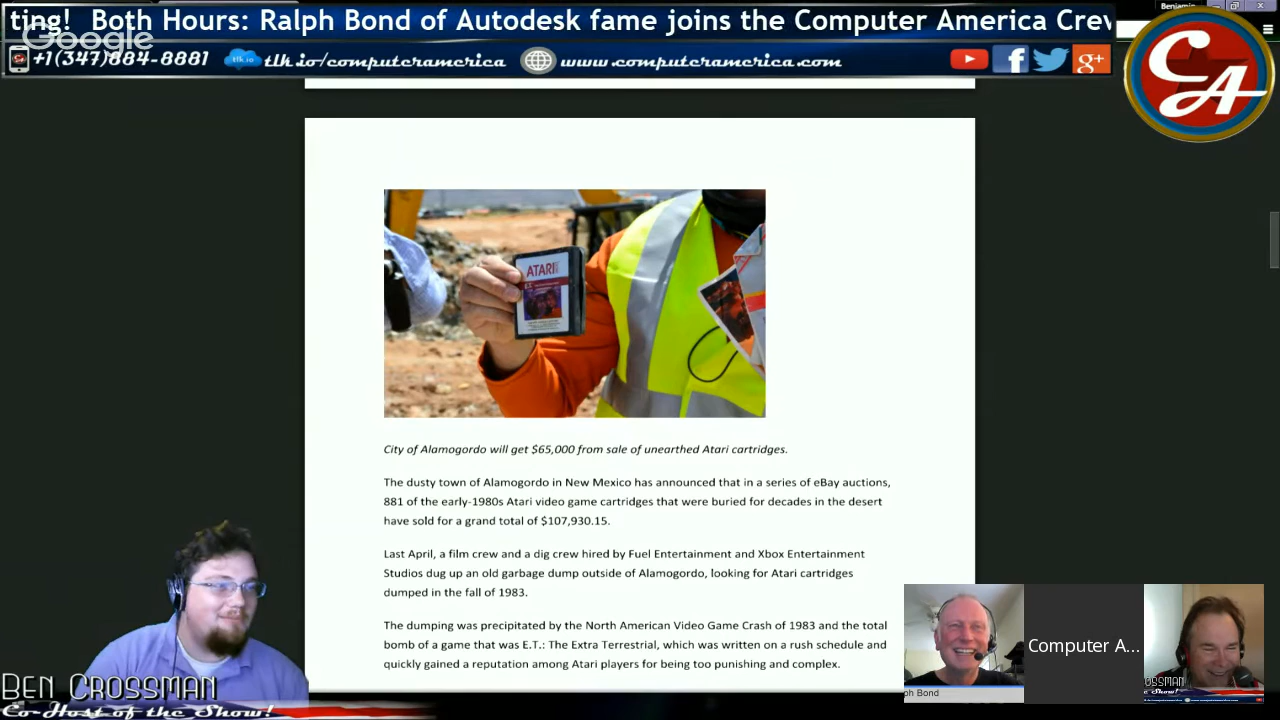 ting!  Both Hours: Ralph Bond of Autodesk fame joins the Computer America Crew
Benjamin
Google
+1(347)884-8881
tlk.io
tlk.io/computeramerica
www.computeramerica.com
CA
ATARI
City of Alamogordo will get $65,000 from sale of unearthed Atari cartridges.
The dusty town of Alamogordo in New Mexico has announced that in a series of eBay auctions,
881 of the early-1980s Atari video game cartridges that were buried for decades in the desert
have sold for a grand total of $107,930.15.
Last April, a film crew and a dig crew hired by Fuel Entertainment and Xbox Entertainment
Studios dug up an old garbage dump outside of Alamogordo, looking for Atari cartridges
dumped in the fall of 1983.
The dumping was precipitated by the North American Video Game Crash of 1983 and the total
bomb of a game that was E.T.: The Extra Terrestrial, which was written on a rush schedule and
quickly gained a reputation among Atari players for being too punishing and complex.
Ben Crossman
Co-Host of the Show!
ph Bond
Computer A...
OSSMAN